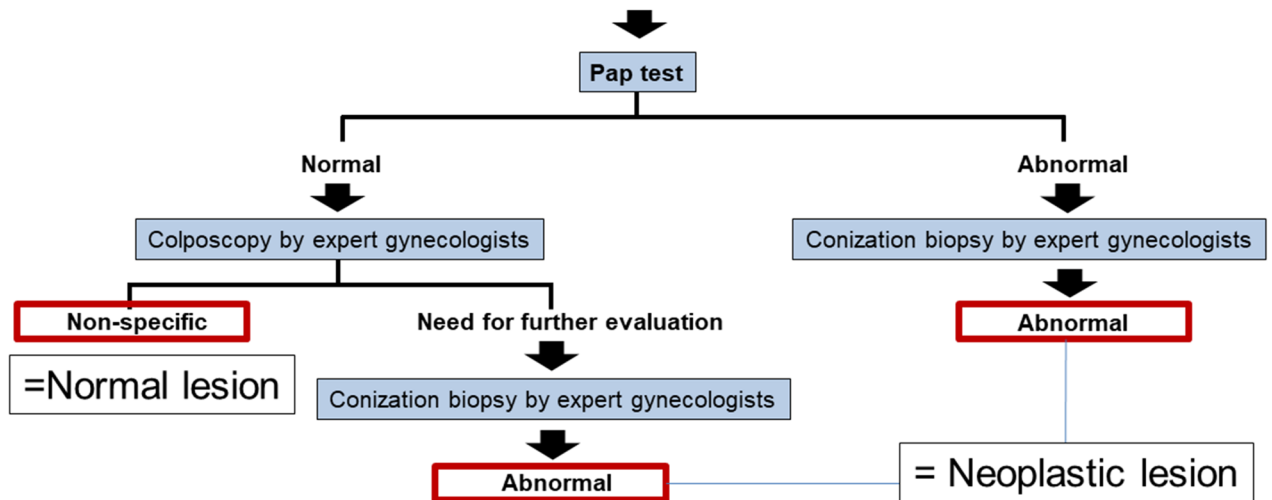 Pap test
Normal
Abnormal
Colposcopy by expert gynecologists
Conization biopsy by expert gynecologists
Non-specific
Need for further evaluation
Abnormal
=Normal lesion
Conization biopsy by expert gynecologists
Abnormal
= Neoplastic lesion